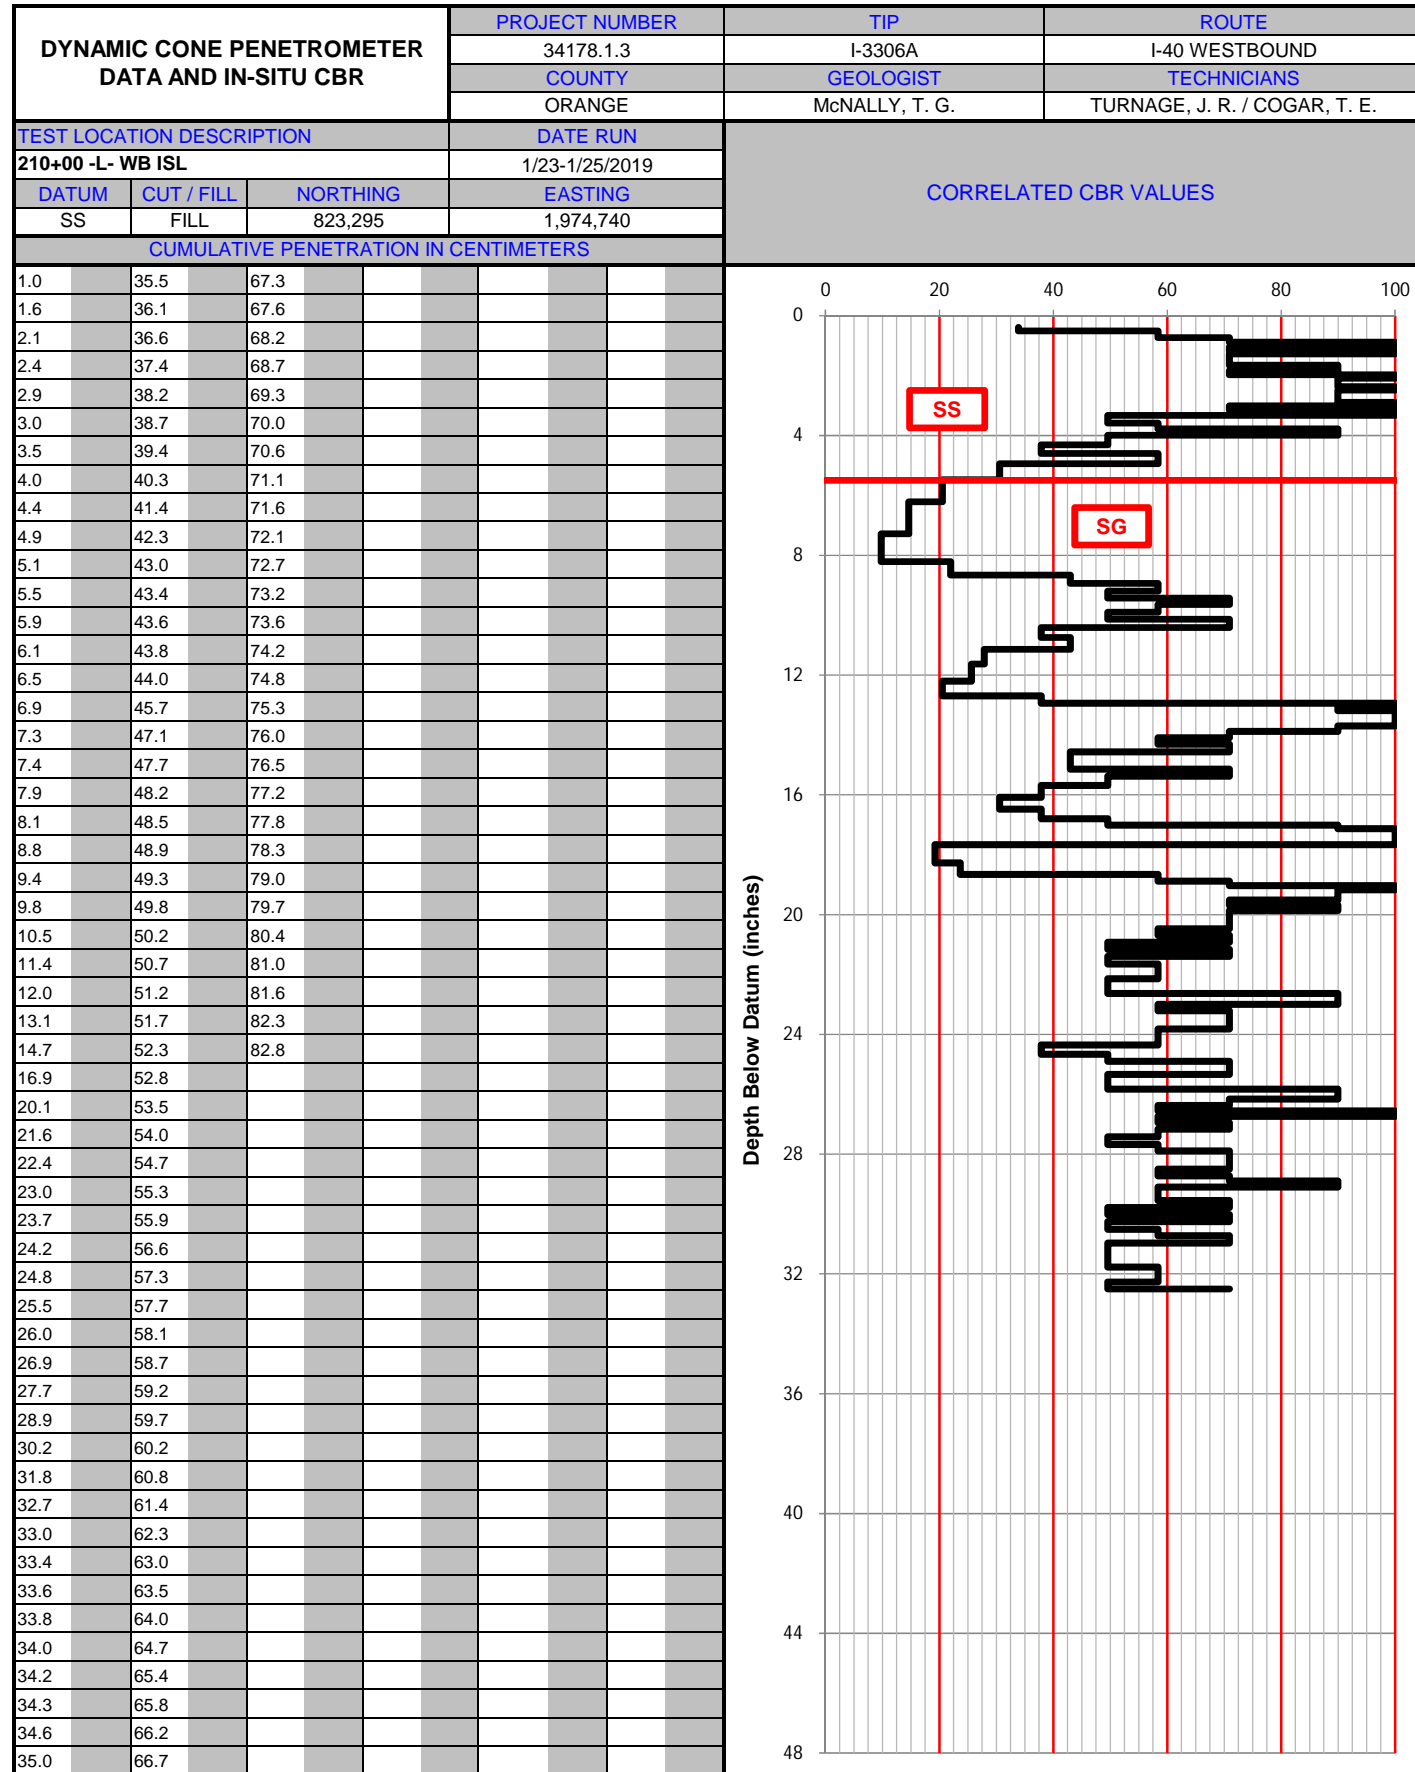 DYNAMIC CONE PENETROMETER
DATA AND IN-SITU CBR
PROJECT NUMBER TIP ROUTE
34178.1.3 I-3306A I-40 WESTBOUND
COUNTY GEOLOGIST TECHNICIANS
ORANGE McNALLY, T. G. TURNAGE, J. R. / COGAR, T. E.
TEST LOCATION DESCRIPTION DATE RUN
210+00 -L- WB ISL 1/23-1/25/2019
DATUM CUT / FILL NORTHING EASTING
SS FILL 823,295 1,974,740
CUMULATIVE PENETRATION IN CENTIMETERS
CORRELATED CBR VALUES
1.0 35.5 67.3
1.6 36.1 67.6
2.1 36.6 68.2
2.4 37.4 68.7
2.9 38.2 69.3
3.0 38.7 70.0
3.5 39.4 70.6
4.0 40.3 71.1
4.4 41.4 71.6
4.9 42.3 72.1
5.1 43.0 72.7
5.5 43.4 73.2
5.9 43.6 73.6
6.1 43.8 74.2
6.5 44.0 74.8
6.9 45.7 75.3
7.3 47.1 76.0
7.4 47.7 76.5
7.9 48.2 77.2
8.1 48.5 77.8
8.8 48.9 78.3
9.4 49.3 79.0
9.8 49.8 79.7
10.5 50.2 80.4
11.4 50.7 81.0
12.0 51.2 81.6
13.1 51.7 82.3
14.7 52.3 82.8
16.9 52.8
20.1 53.5
21.6 54.0
22.4 54.7
23.0 55.3
23.7 55.9
24.2 56.6
24.8 57.3
25.5 57.7
26.0 58.1
26.9 58.7
27.7 59.2
28.9 59.7
30.2 60.2
31.8 60.8
32.7 61.4
33.0 62.3
33.4 63.0
33.6 63.5
33.8 64.0
34.0 64.7
34.2 65.4
34.3 65.8
34.6 66.2
35.0 66.7
0 20 40 60 80 100
0
4
8
12
16
20
24
28
32
36
40
44
48
Depth Below Datum (inches)
SS
SG